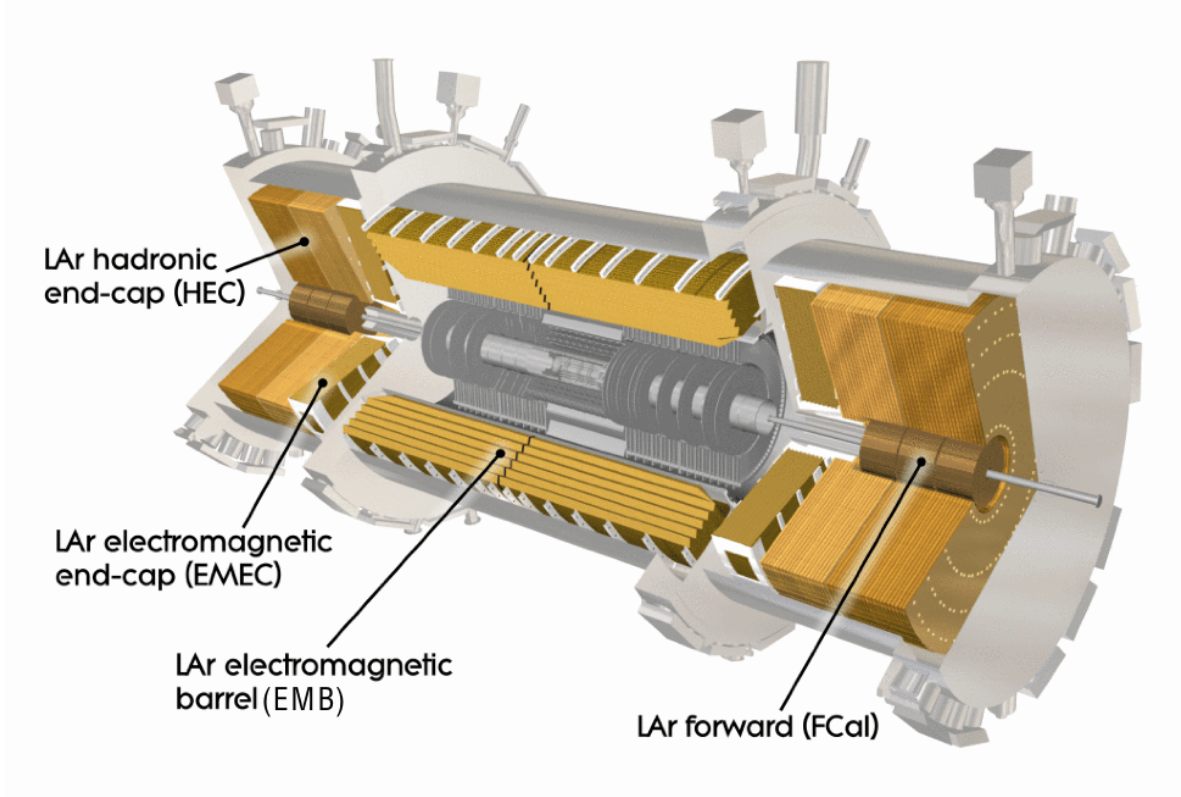 LAr hadronic
end-cap (HEC)
LAr electromagnetic
end-cap (EMEC)
LAr electromagnetic
barrel (EMB)
LAr forward (FCal)